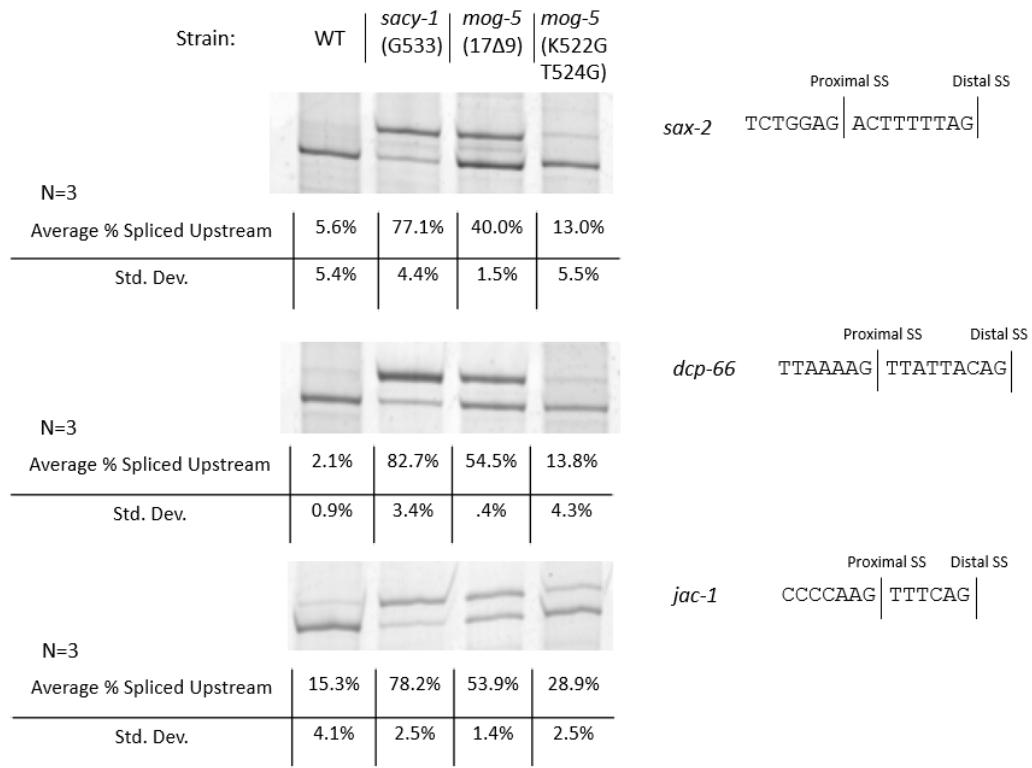 sacy-1 mog-5 mog-5
Strain: WT (G533) (17Δ9) (K522G
T524G)
Proximal SS Distal SS
sax-2 TCTGGAG ACTTTTTAG
N=3
Average % Spliced Upstream 5.6% 77.1% 40.0% 13.0%
Std. Dev. 5.4% 4.4% 1.5% 5.5%
Proximal SS Distal SS
dcp-66 TTAAAAG TTATTACAG
N=3
Average % Spliced Upstream 2.1% 82.7% 54.5% 13.8%
Std. Dev. 0.9% 3.4% .4% 4.3%
Proximal SS Distal SS
jac-1 CCCCAAG TTTCAG
N=3
Average % Spliced Upstream 15.3% 78.2% 53.9% 28.9%
Std. Dev. 4.1% 2.5% 1.4% 2.5%